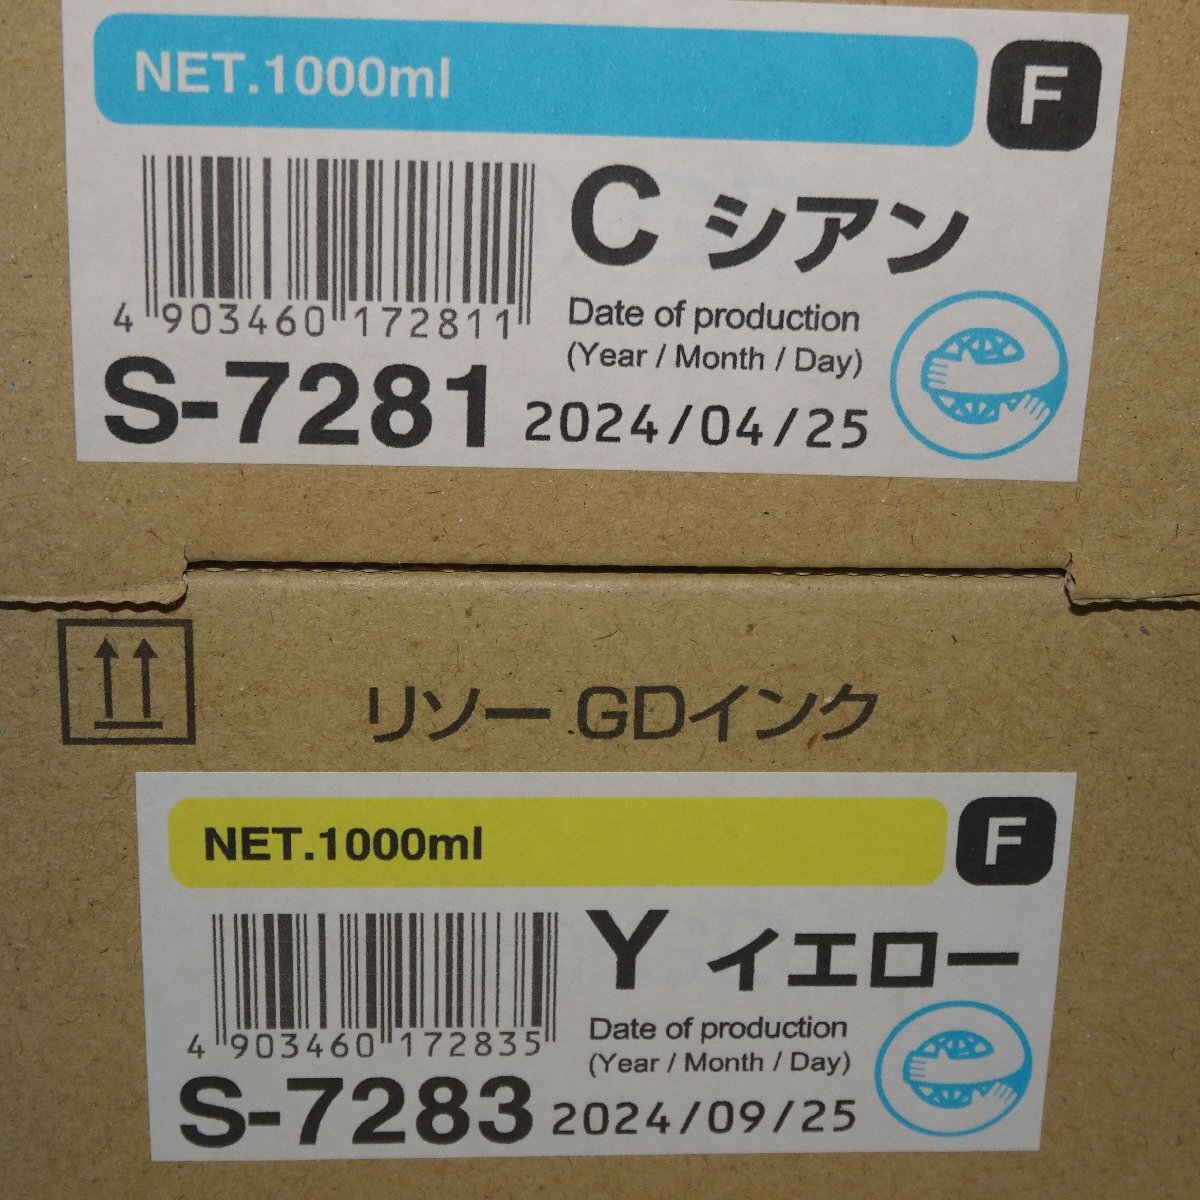 NET.1000ml F
C シアン
4 903460 172811
Date of production
(Year / Month / Day)
S-7281 2024/04/25
リソー GDインク
NET.1000ml F
Y イエロー
4 903460 172835
Date of production
(Year / Month / Day)
S-7283 2024/09/25